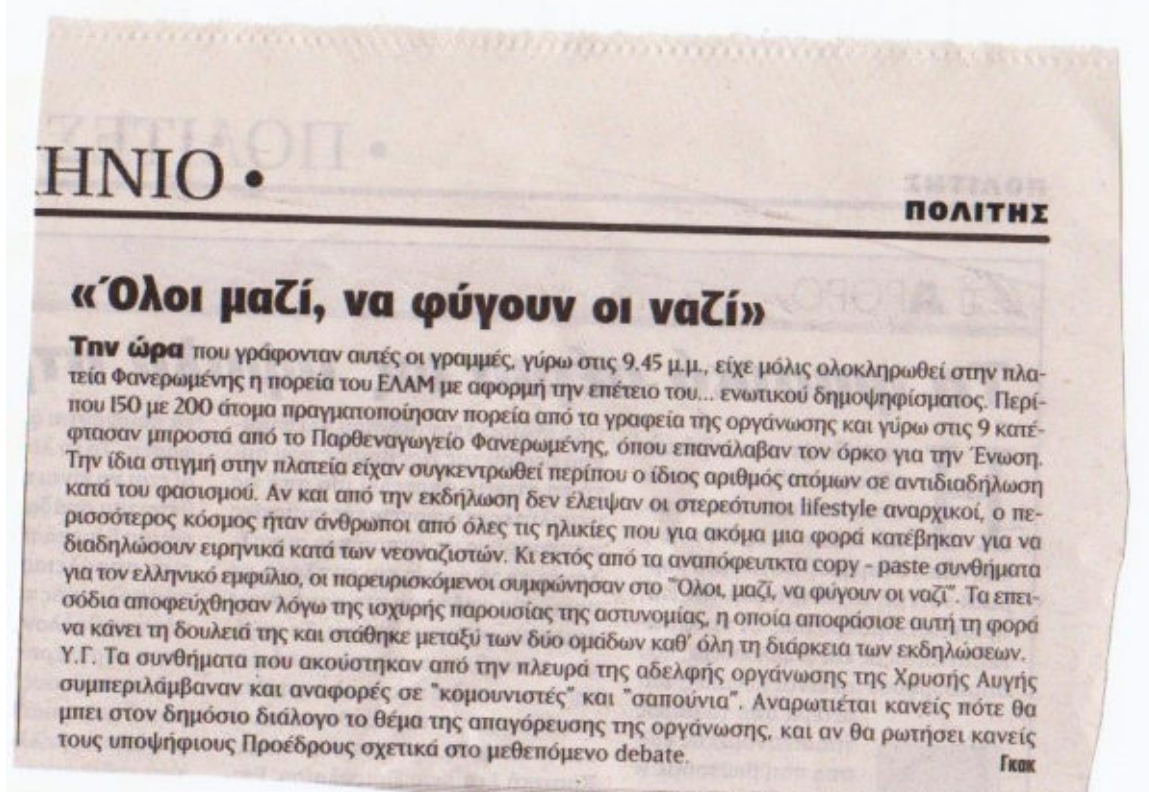 ΗΝΙΟ •
ΠΟΛΙΤΗΣ
«Όλοι μαζί, να φύγουν οι ναζί»
Την ώρα που γράφονταν αυτές οι γραμμές, γύρω στις 9.45 μ.μ., είχε μόλις ολοκληρωθεί στην πλα-
τεία Φανερωμένης η πορεία του ΕΛΑΜ με αφορμή την επέτειο του... ενωτικού δημοψηφίσματος. Περί-
που 150 με 200 άτομα πραγματοποίησαν πορεία από τα γραφεία της οργάνωσης και γύρω στις 9 κατέ-
φτασαν μπροστά από το Παρθεναγωγείο Φανερωμένης, όπου επανάλαβαν τον όρκο για την Ένωση.
Την ίδια στιγμή στην πλατεία είχαν συγκεντρωθεί περίπου ο ίδιος αριθμός ατόμων σε αντιδιαδήλωση
κατά του φασισμού. Αν και από την εκδήλωση δεν έλειψαν οι στερεότυποι lifestyle αναρχικοί, ο πε-
ρισσότερος κόσμος ήταν άνθρωποι από όλες τις ηλικίες που για ακόμα μια φορά κατέβηκαν για να
διαδηλώσουν ειρηνικά κατά των νεοναζιστών. Κι εκτός από τα αναπόφευτκτα copy - paste συνθήματα
για τον ελληνικό εμφύλιο, οι παρευρισκόμενοι συμφώνησαν στο "Όλοι, μαζί, να φύγουν οι ναζί". Τα επει-
σόδια αποφεύχθησαν λόγω της ισχυρής παρουσίας της αστυνομίας, η οποία αποφάσισε αυτή τη φορά
να κάνει τη δουλειά της και στάθηκε μεταξύ των δύο ομάδων καθ' όλη τη διάρκεια των εκδηλώσεων.
Υ.Γ. Τα συνθήματα που ακούστηκαν από την πλευρά της αδελφής οργάνωσης της Χρυσής Αυγής
συμπεριλάμβαναν και αναφορές σε "κομουνιστές" και "σαπούνια". Αναρωτιέται κανείς πότε θα
μπει στον δημόσιο διάλογο το θέμα της απαγόρευσης της οργάνωσης, και αν θα ρωτήσει κανείς
τους υποψήφιους Προέδρους σχετικά στο μεθεπόμενο debate.
Γκακ